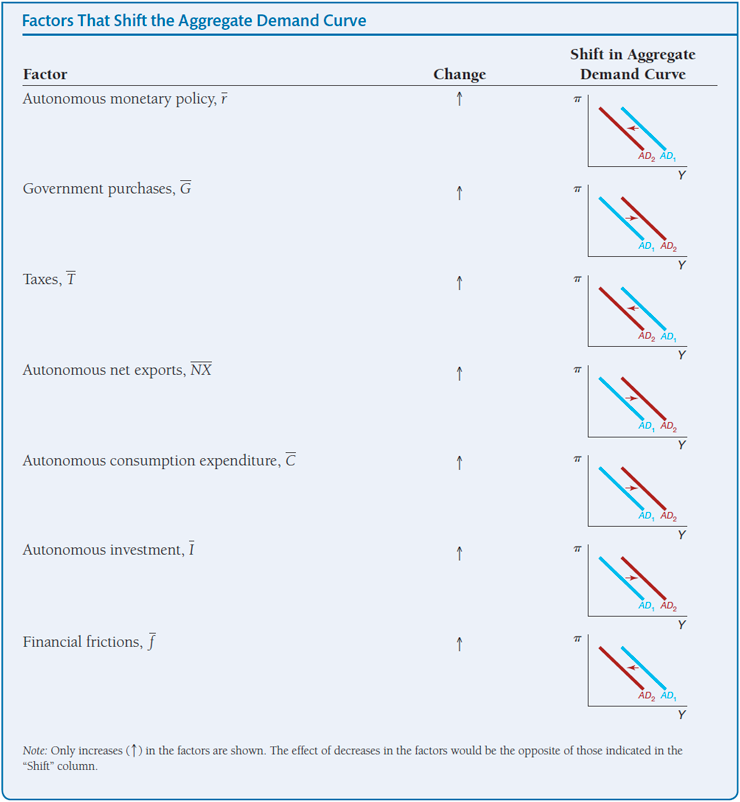 Factors That Shift the Aggregate Demand Curve
Factor
Change
Shift in Aggregate
Demand Curve
Autonomous monetary policy, r̄
↑
π
AD₂ AD₁
Y
Government purchases, G̅
↑
π
AD₁ AD₂
Y
Taxes, T̅
↑
π
AD₂ AD₁
Y
Autonomous net exports, N̅X̅
↑
π
AD₁ AD₂
Y
Autonomous consumption expenditure, C̅
↑
π
AD₁ AD₂
Y
Autonomous investment, I̅
↑
π
AD₁ AD₂
Y
Financial frictions, f̅
↑
π
AD₂ AD₁
Y
Note: Only increases (↑) in the factors are shown. The effect of decreases in the factors would be the opposite of those indicated in the
“Shift” column.